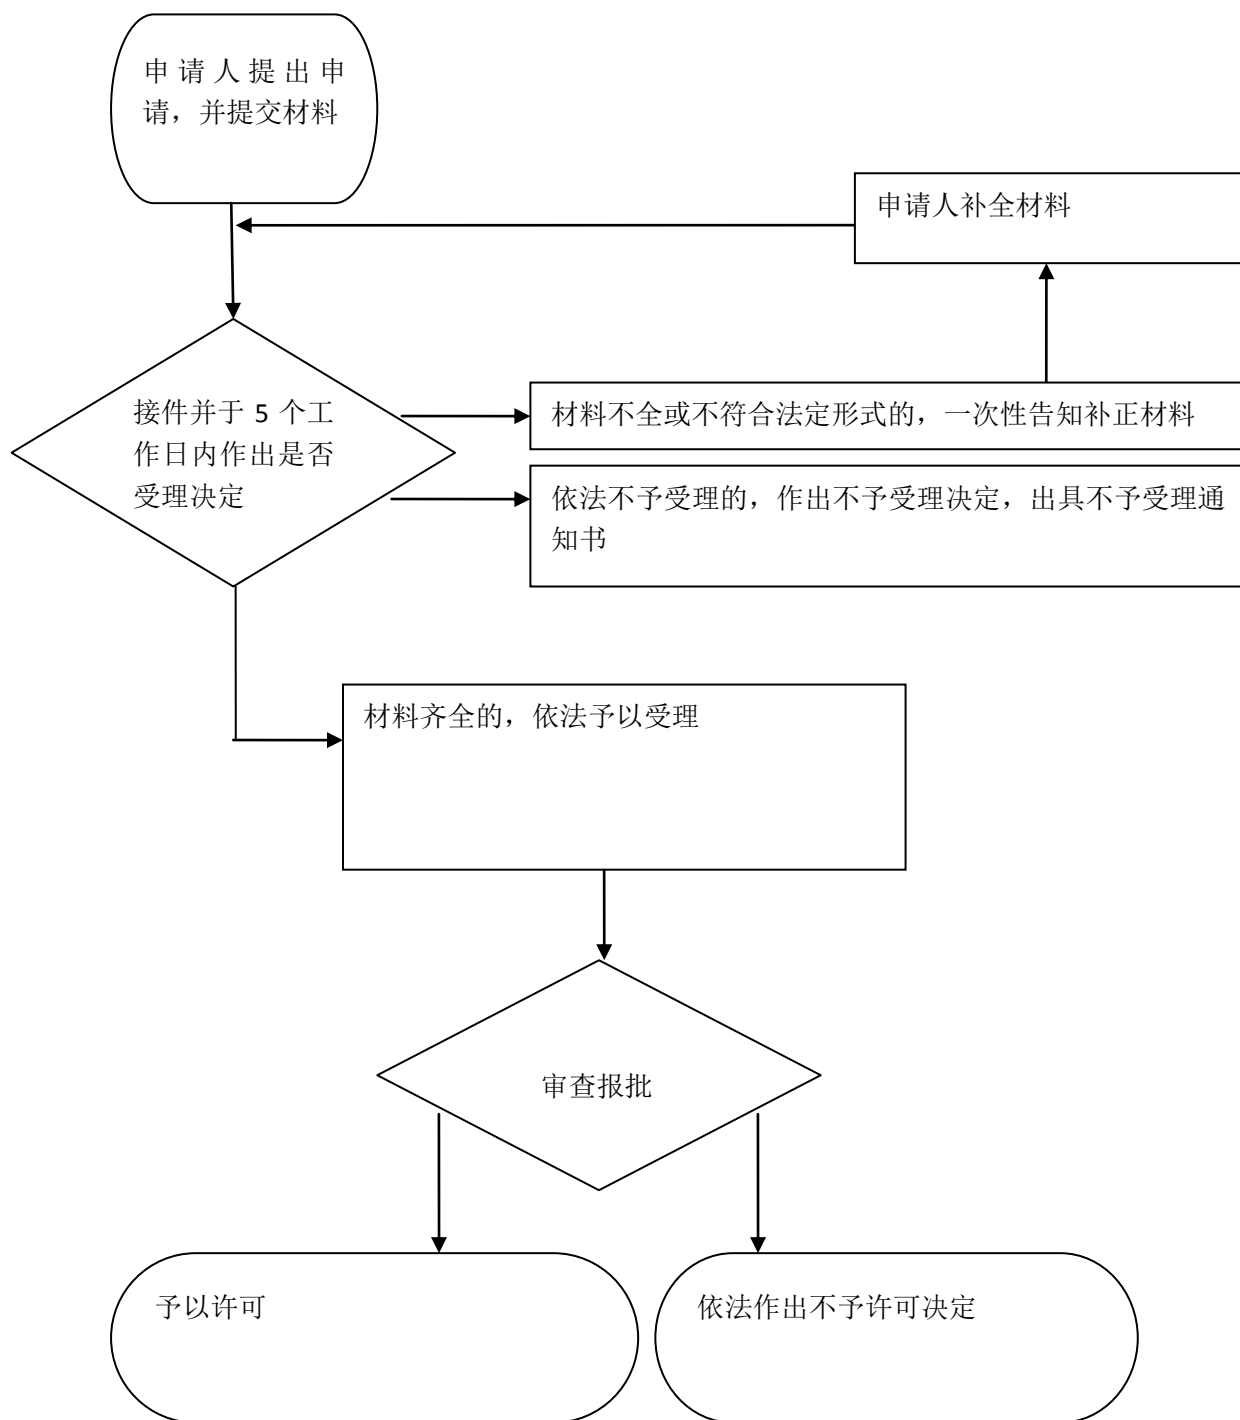 申请人提出申
请，并提交材料
申请人补全材料
接件并于 5 个工
作日内作出是否
受理决定
材料不全或不符合法定形式的，一次性告知补正材料
依法不予受理的，作出不予受理决定，出具不予受理通
知书
材料齐全的，依法予以受理
审查报批
予以许可
依法作出不予许可决定